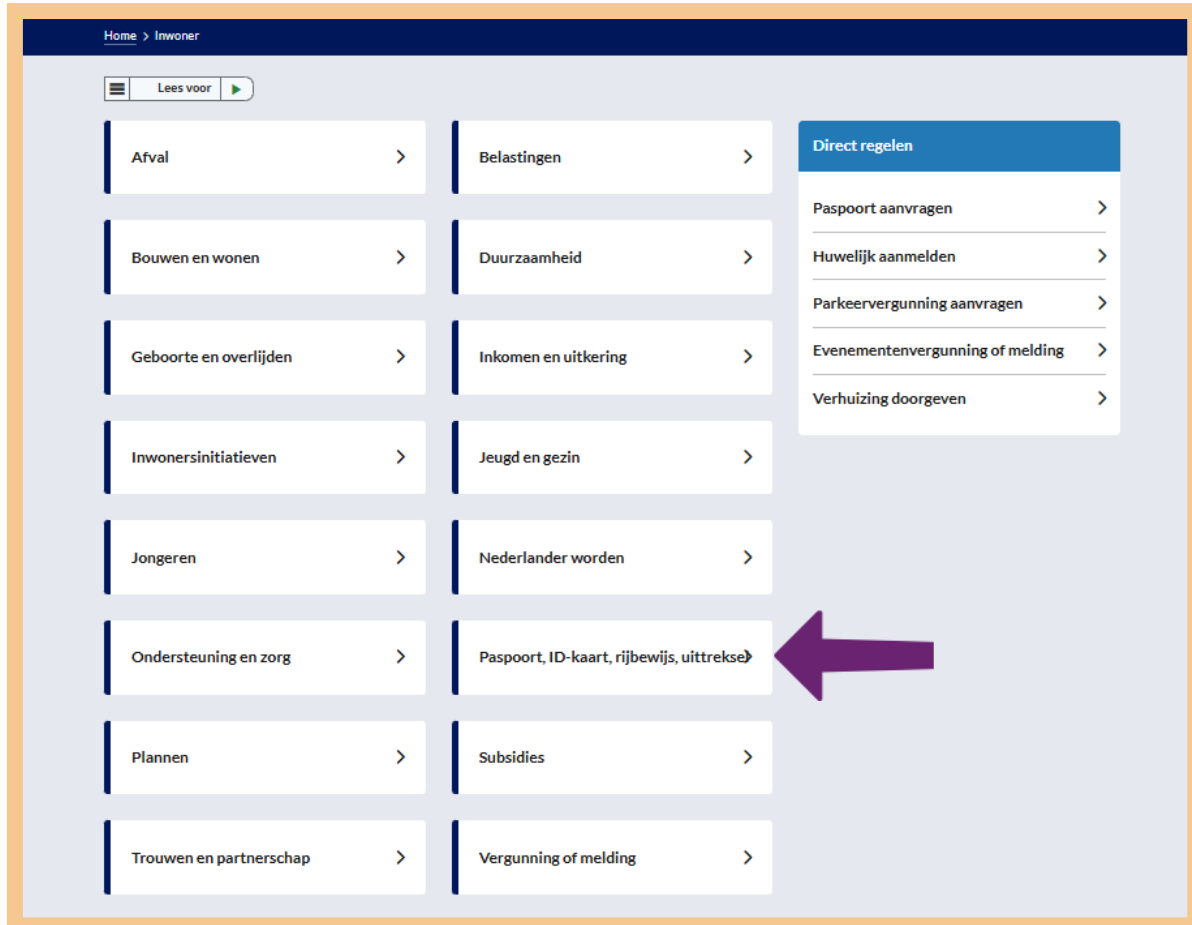 Home > Inwoner
Lees voor
Afval
Belastingen
Bouwen en wonen
Duurzaamheid
Geboorte en overlijden
Inkomen en uitkering
Inwonersinitiatieven
Jeugd en gezin
Jongeren
Nederlander worden
Ondersteuning en zorg
Paspoort, ID-kaart, rijbewijs, uittreksel
Plannen
Subsidies
Trouwen en partnerschap
Vergunning of melding
Direct regelen
Paspoort aanvragen
Huwelijk aanmelden
Parkeervergunning aanvragen
Evenementenvergunning of melding
Verhuizing doorgeven